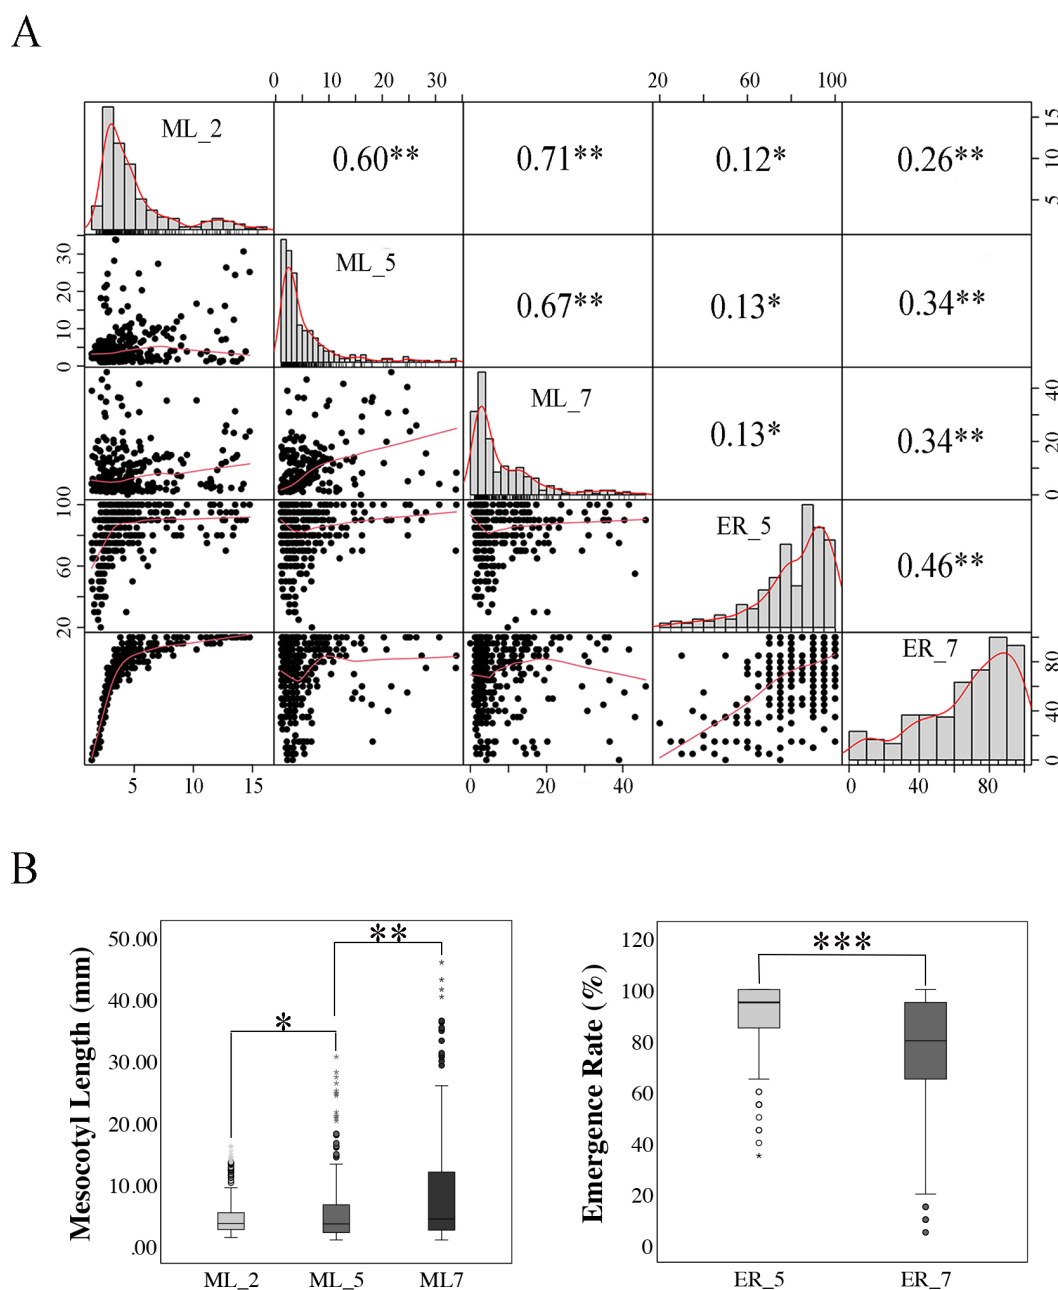 A
0 10 20 30 20 60 100
ML_2
0.60** 0.71** 0.12* 0.26**
5 10 15
0 10 20 30
ML_5
0.67** 0.13* 0.34**
ML_7
0.13* 0.34**
0 20 40
20 60 100
ER_5
0.46**
ER_7
0 40 80
5 10 15 0 20 40 0 40 80
B
Mesocotyl Length (mm)
50.00
40.00
30.00
20.00
10.00
.00
*
**
ML_2 ML_5 ML7
Emergence Rate (%)
120
100
80
60
40
20
0
***
ER_5 ER_7